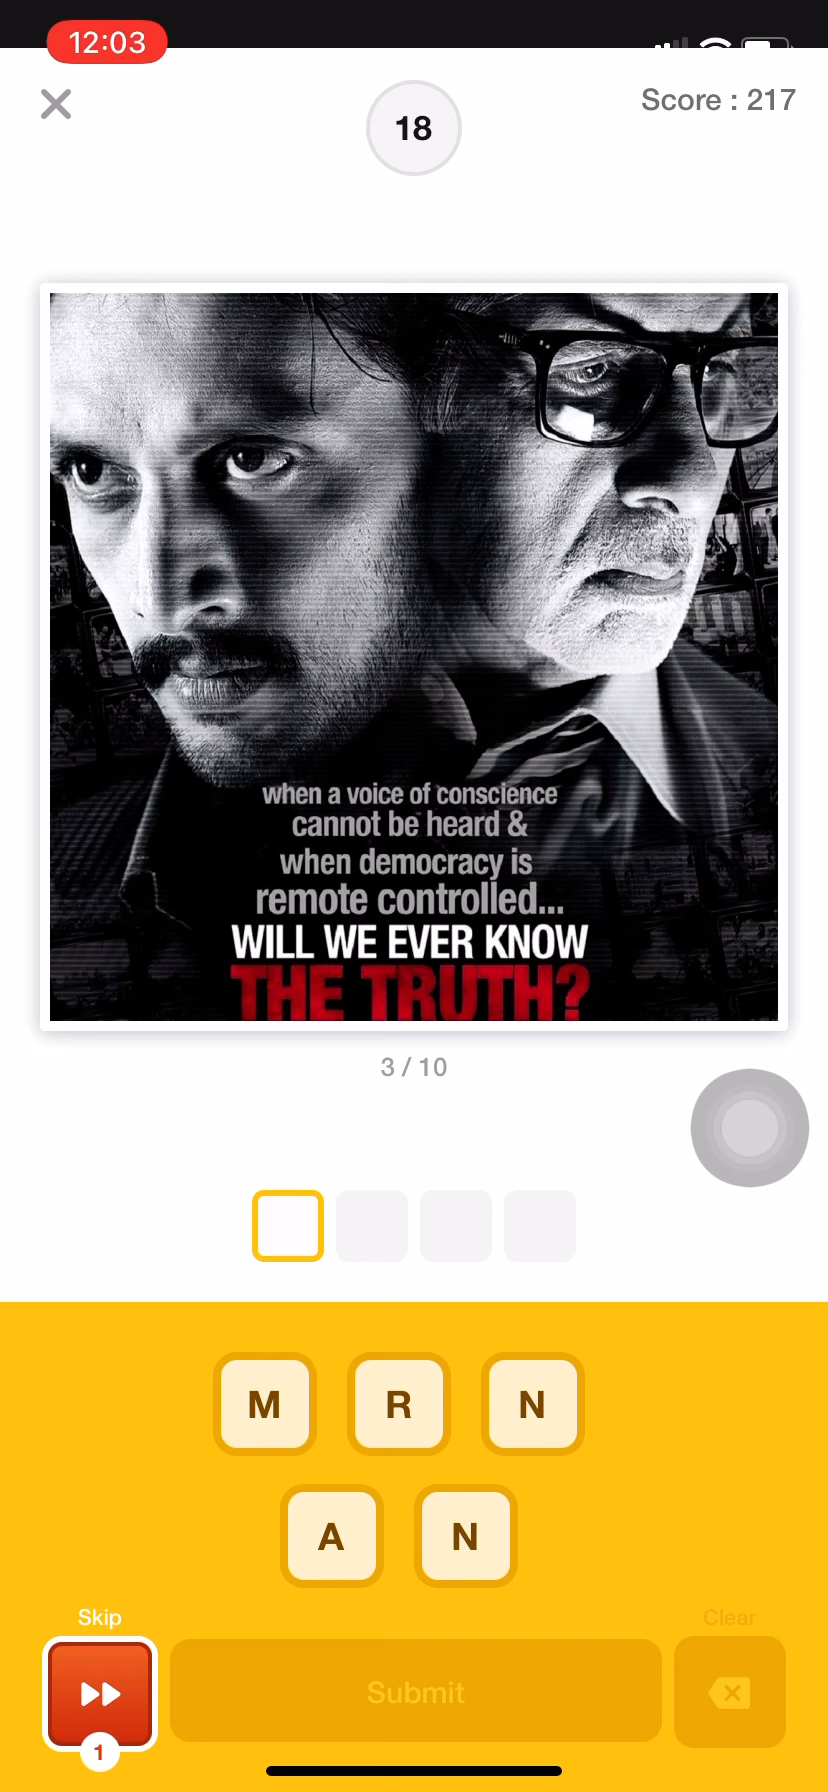 12:03
18
Score : 217
when a voice of conscience
cannot be heard &
when democracy is
remote controlled...
WILL WE EVER KNOW
THE TRUTH?
3 / 10
M R N
A N
Skip
Clear
Submit
1